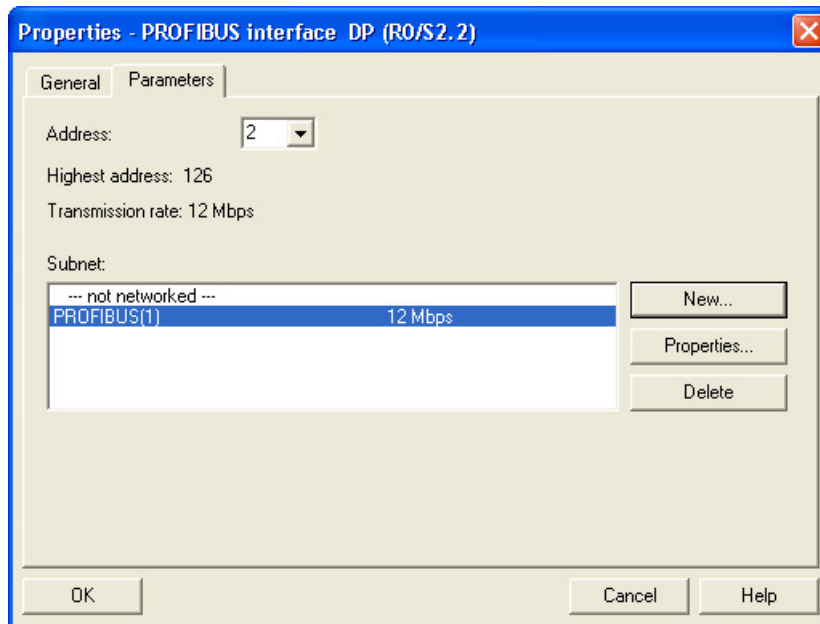 Properties - PROFIBUS interface DP (R0/S2.2)
General Parameters
Address: 2
Highest address: 126
Transmission rate: 12 Mbps
Subnet:
--- not networked ---
PROFIBUS(1) 12 Mbps
New...
Properties...
Delete
OK Cancel Help